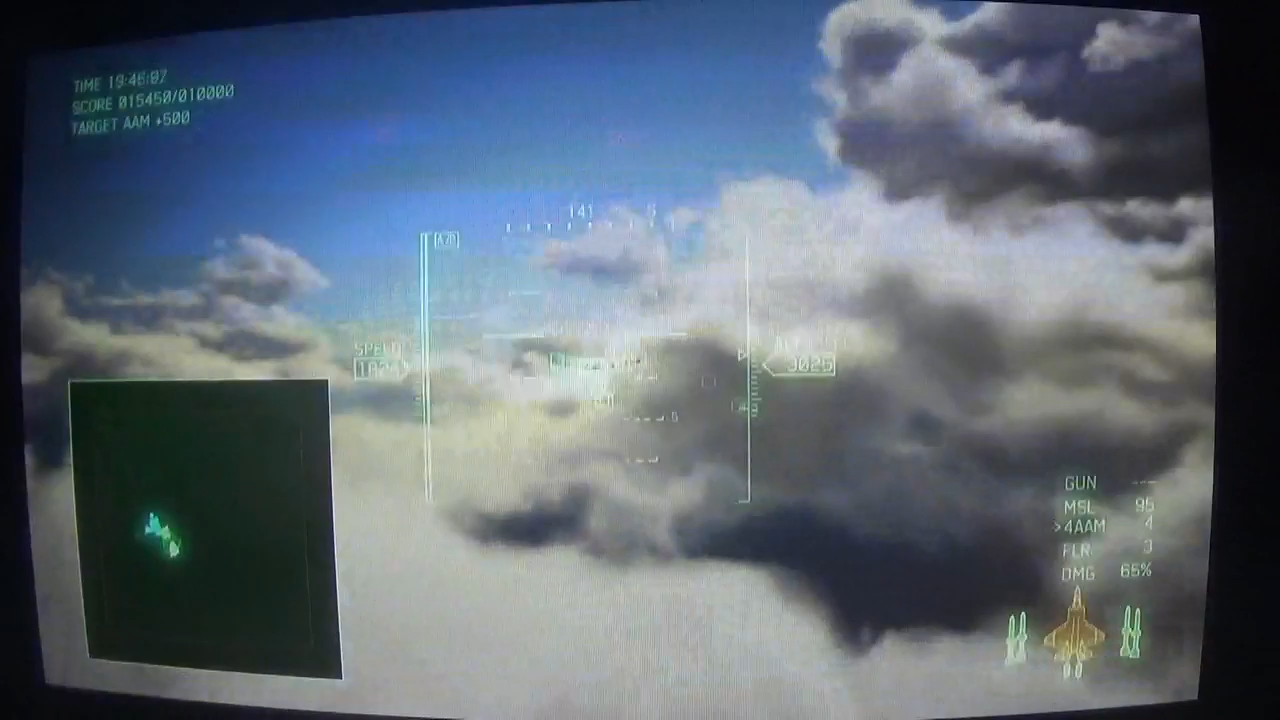 TIME 19:46:07
SCORE 015450/010000
TARGET AAM +500
141
SPEED
3025
GUN ---
MSL 95
>4AAM 4
FLR 3
DMG 65%